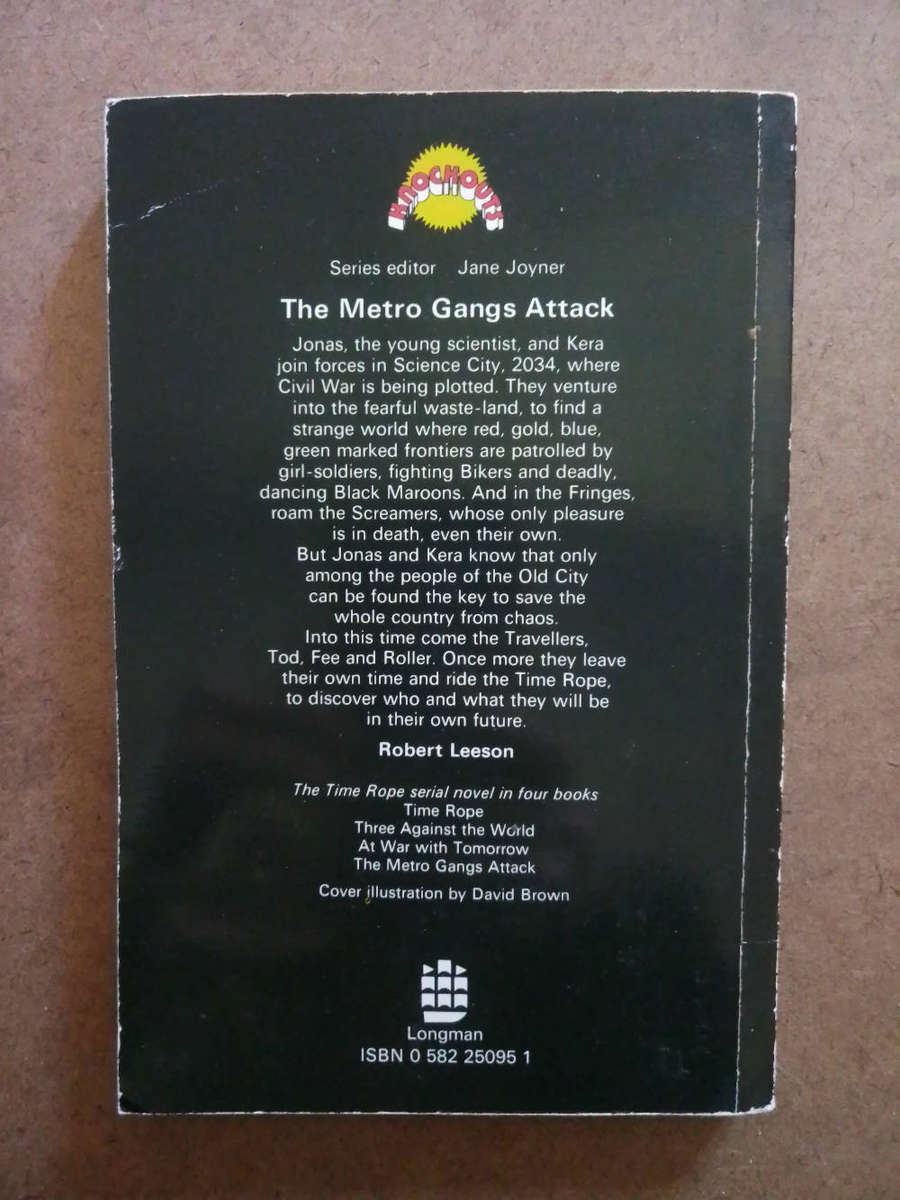 KNOCKOUTS
Series editor Jane Joyner
The Metro Gangs Attack
Jonas, the young scientist, and Kera
join forces in Science City, 2034, where
Civil War is being plotted. They venture
into the fearful waste-land, to find a
strange world where red, gold, blue,
green marked frontiers are patrolled by
girl-soldiers, fighting Bikers and deadly,
dancing Black Maroons. And in the Fringes,
roam the Screamers, whose only pleasure
is in death, even their own.
But Jonas and Kera know that only
among the people of the Old City
can be found the key to save the
whole country from chaos.
Into this time come the Travellers,
Tod, Fee and Roller. Once more they leave
their own time and ride the Time Rope,
to discover who and what they will be
in their own future.
Robert Leeson
The Time Rope serial novel in four books
Time Rope
Three Against the World
At War with Tomorrow
The Metro Gangs Attack
Cover illustration by David Brown
Longman
ISBN 0 582 25095 1